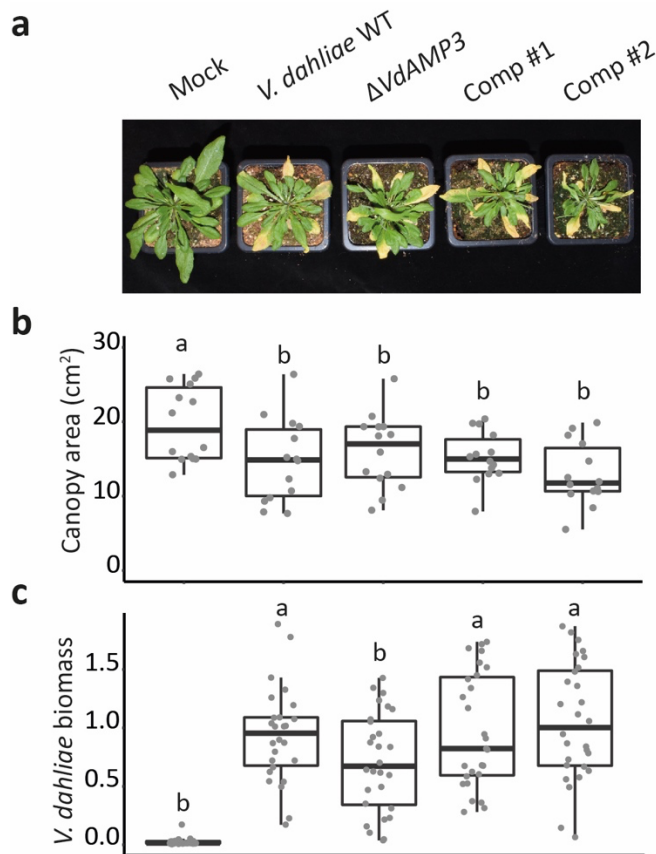 a
Mock
V. dahliae WT
ΔVdAMP3
Comp #1
Comp #2
b
Canopy area (cm²)
30
20
10
0
a
b
b
b
b
c
V. dahliae biomass
1.5
1.0
0.5
0.0
b
a
b
a
a